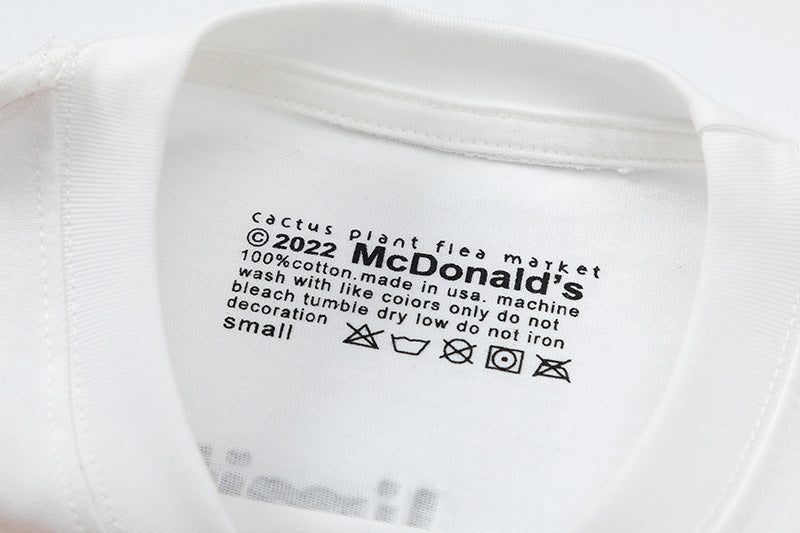 cactus plant flea market
© 2022 McDonald's
100%cotton.made in usa. machine
wash with like colors only do not
bleach tumble dry low do not iron
decoration
small